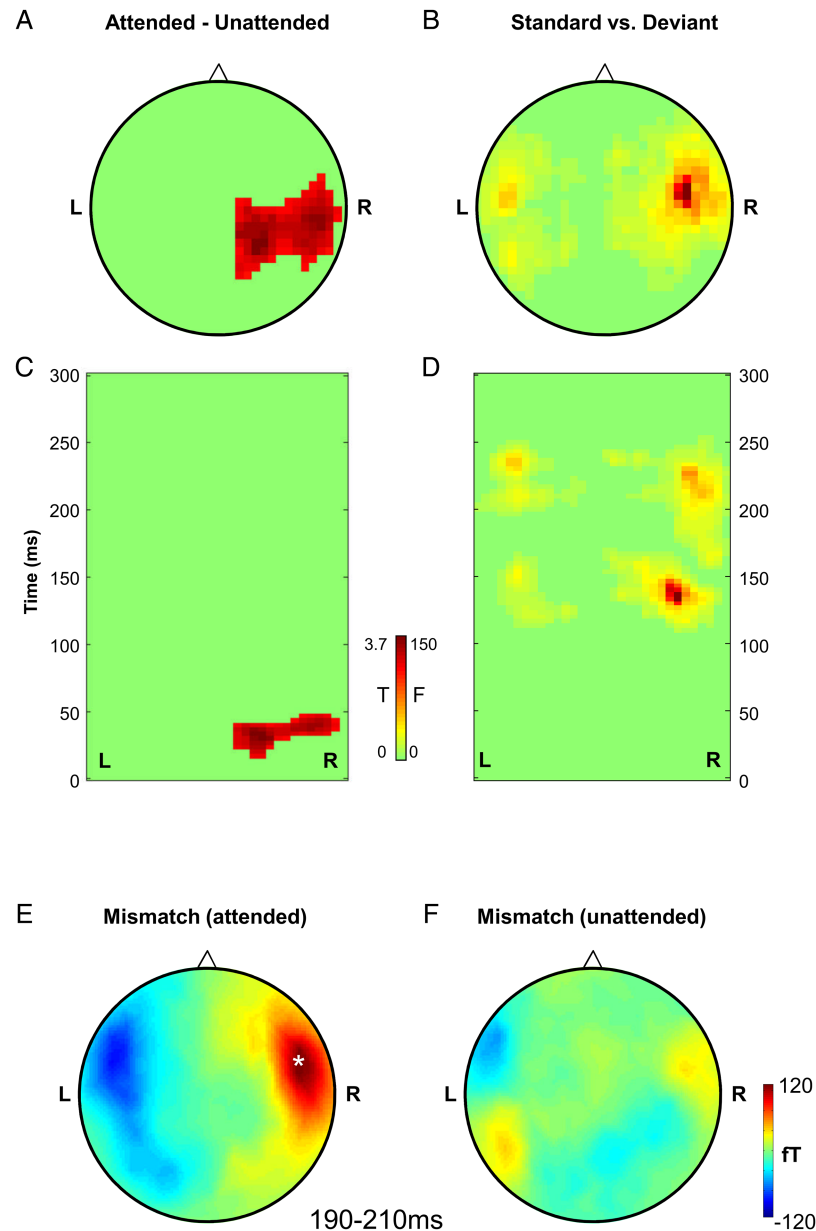 A Attended - Unattended
B Standard vs. Deviant
L R
L R
C
D
300
250
200
150
100
50
0
Time (ms)
L R
3.7 150
T F
0 0
300
250
200
150
100
50
0
L R
E Mismatch (attended)
F Mismatch (unattended)
L * R
L R
120
fT
-120
190-210ms